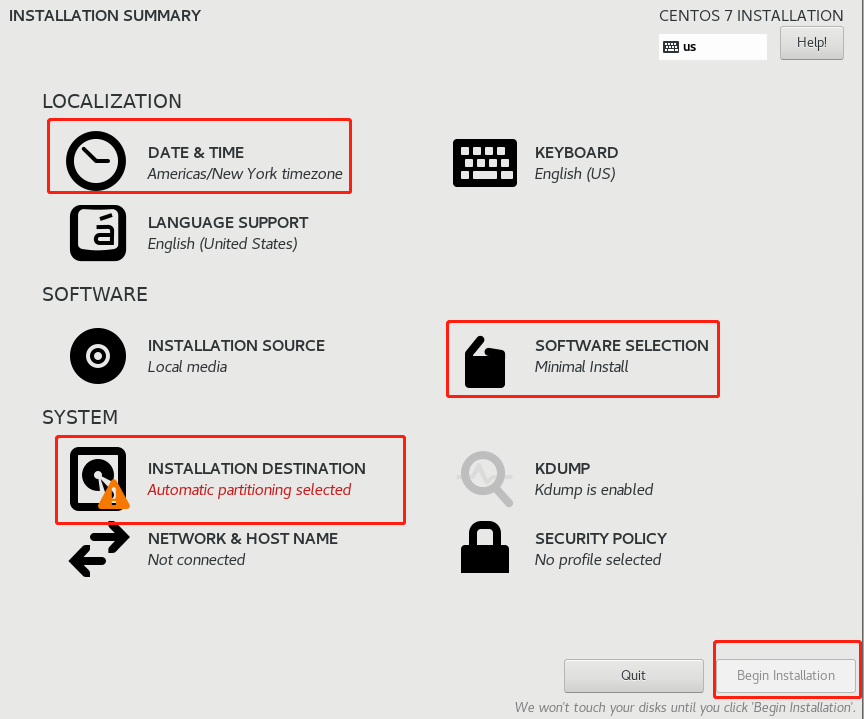 INSTALLATION SUMMARY
CENTOS 7 INSTALLATION
us
Help!
LOCALIZATION
DATE & TIME
Americas/New York timezone
KEYBOARD
English (US)
LANGUAGE SUPPORT
English (United States)
SOFTWARE
INSTALLATION SOURCE
Local media
SOFTWARE SELECTION
Minimal Install
SYSTEM
INSTALLATION DESTINATION
Automatic partitioning selected
KDUMP
Kdump is enabled
NETWORK & HOST NAME
Not connected
SECURITY POLICY
No profile selected
Quit
Begin Installation
We won't touch your disks until you click 'Begin Installation'.